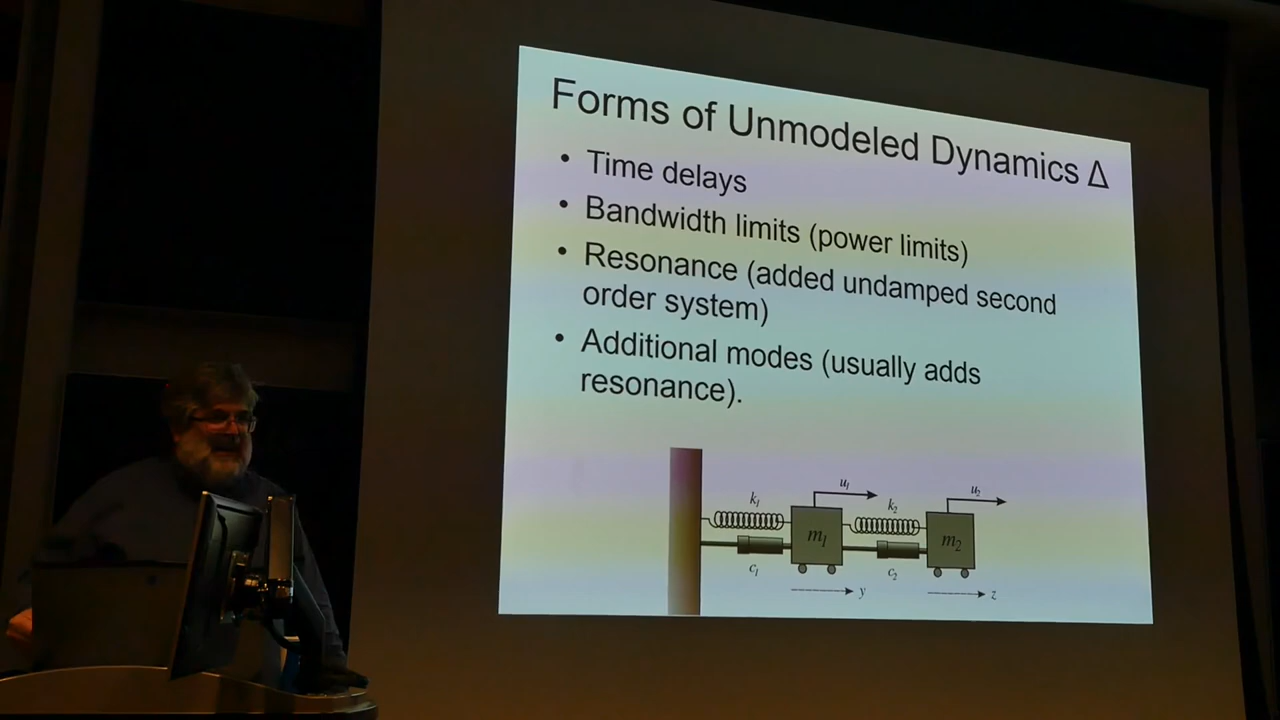 Forms of Unmodeled Dynamics Δ
• Time delays
• Bandwidth limits (power limits)
• Resonance (added undamped second
order system)
• Additional modes (usually adds
resonance).
u₁
u₂
k₁
k₂
m₁
m₂
c₁
c₂
y
z